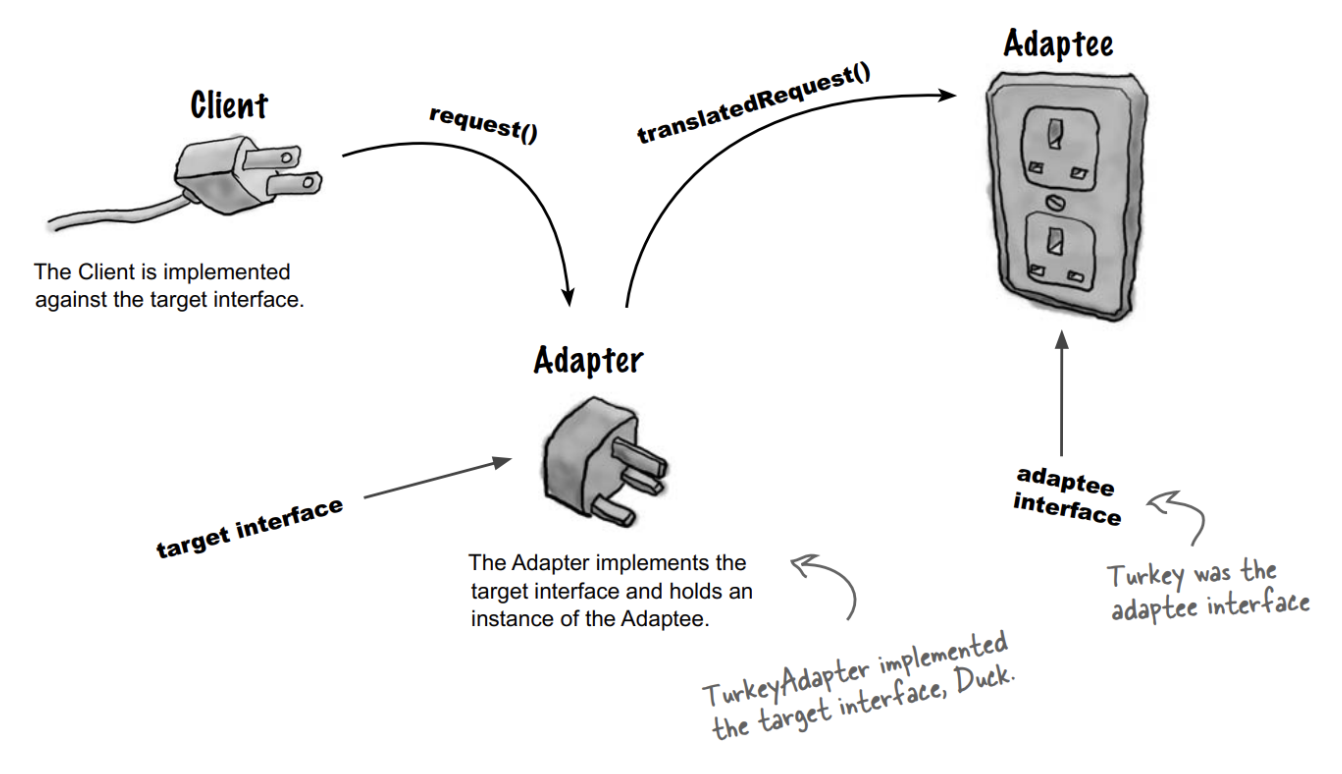 Client
request()
translatedRequest()
Adaptee
The Client is implemented
against the target interface.
Adapter
target interface
The Adapter implements the
target interface and holds an
instance of the Adaptee.
TurkeyAdapter implemented
the target interface, Duck.
adaptee
interface
Turkey was the
adaptee interface